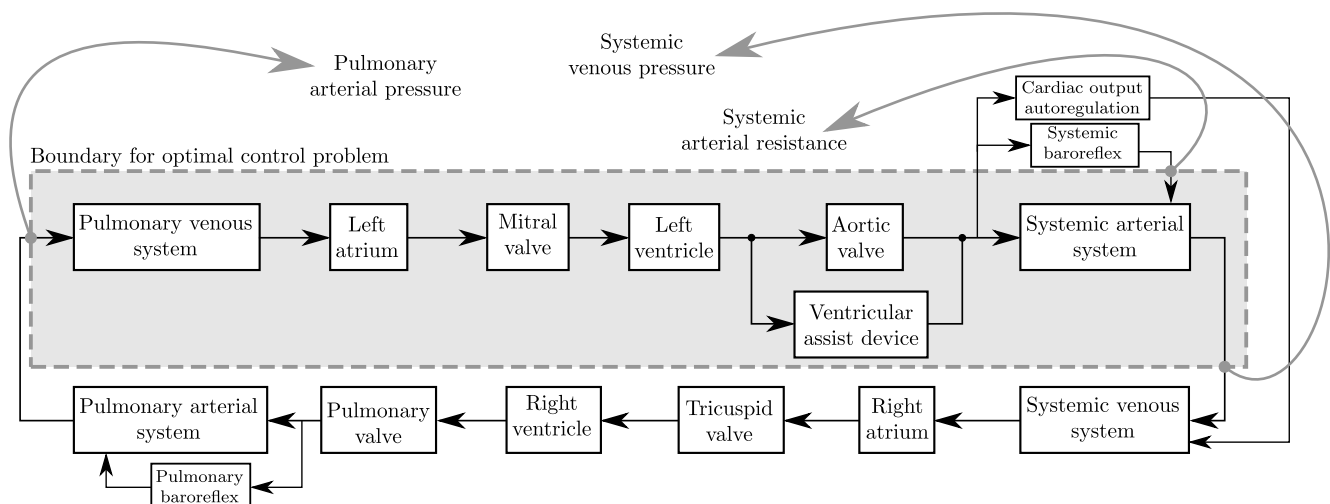 Pulmonary
arterial pressure
Systemic
venous pressure
Systemic
arterial resistance
Cardiac output
autoregulation
Systemic
baroreflex
Boundary for optimal control problem
Pulmonary venous
system
Left
atrium
Mitral
valve
Left
ventricle
Aortic
valve
Systemic arterial
system
Ventricular
assist device
Pulmonary arterial
system
Pulmonary
valve
Right
ventricle
Tricuspid
valve
Right
atrium
Systemic venous
system
Pulmonary
baroreflex